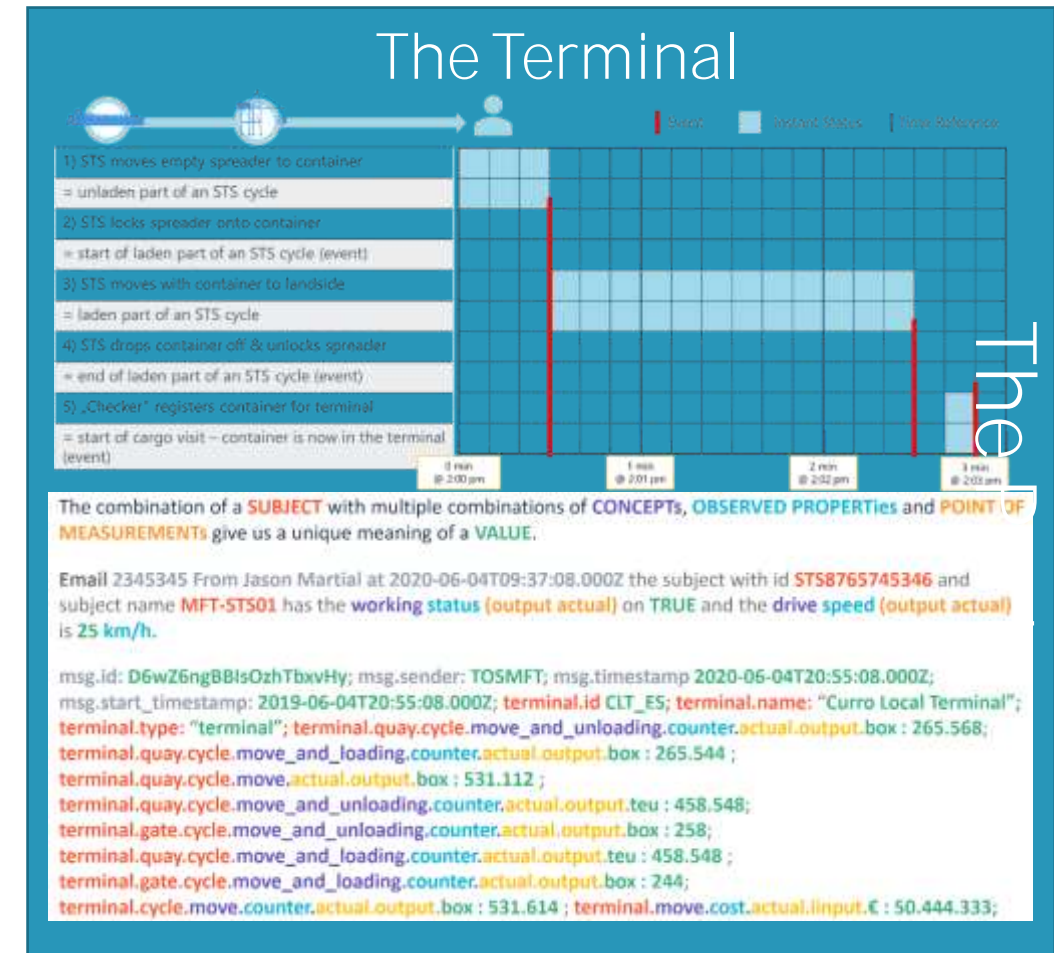 The Terminal
Event
Instant Status
Time Reference
1) STS moves empty spreader to container
= unladen part of an STS cycle
2) STS locks spreader onto container
= start of laden part of an STS cycle (event)
3) STS moves with container to landside
= laden part of an STS cycle
4) STS drops container off & unlocks spreader
= end of laden part of an STS cycle (event)
5) „Checker“ registers container for terminal
= start of cargo visit – container is now in the terminal
(event)
0 min
@ 2:00 pm
1 min
@ 2:01 pm
2 min
@ 2:02 pm
3 min
@ 2:03 pm
The
The combination of a SUBJECT with multiple combinations of CONCEPTs, OBSERVED PROPERTies and POINT OF
MEASUREMENTs give us a unique meaning of a VALUE.
Email 2345345 From Jason Martial at 2020-06-04T09:37:08.000Z the subject with id STS8765745346 and
subject name MFT-STS01 has the working status (output actual) on TRUE and the drive speed (output actual)
is 25 km/h.
msg.id: D6wZ6ngBBIsOzhTbxvHy; msg.sender: TOSMFT; msg.timestamp 2020-06-04T20:55:08.000Z;
msg.start_timestamp: 2019-06-04T20:55:08.000Z; terminal.id CLT_ES; terminal.name: “Curro Local Terminal”;
terminal.type: “terminal”; terminal.quay.cycle.move_and_unloading.counter.actual.output.box : 265.568;
terminal.quay.cycle.move_and_loading.counter.actual.output.box : 265.544 ;
terminal.quay.cycle.move.actual.output.box : 531.112 ;
terminal.quay.cycle.move_and_unloading.counter.actual.output.teu : 458.548;
terminal.gate.cycle.move_and_unloading.counter.actual.output.box : 258;
terminal.quay.cycle.move_and_loading.counter.actual.output.teu : 458.548 ;
terminal.gate.cycle.move_and_loading.counter.actual.output.box : 244;
terminal.cycle.move.counter.actual.output.box : 531.614 ; terminal.move.cost.actual.iinput.€ : 50.444.333;